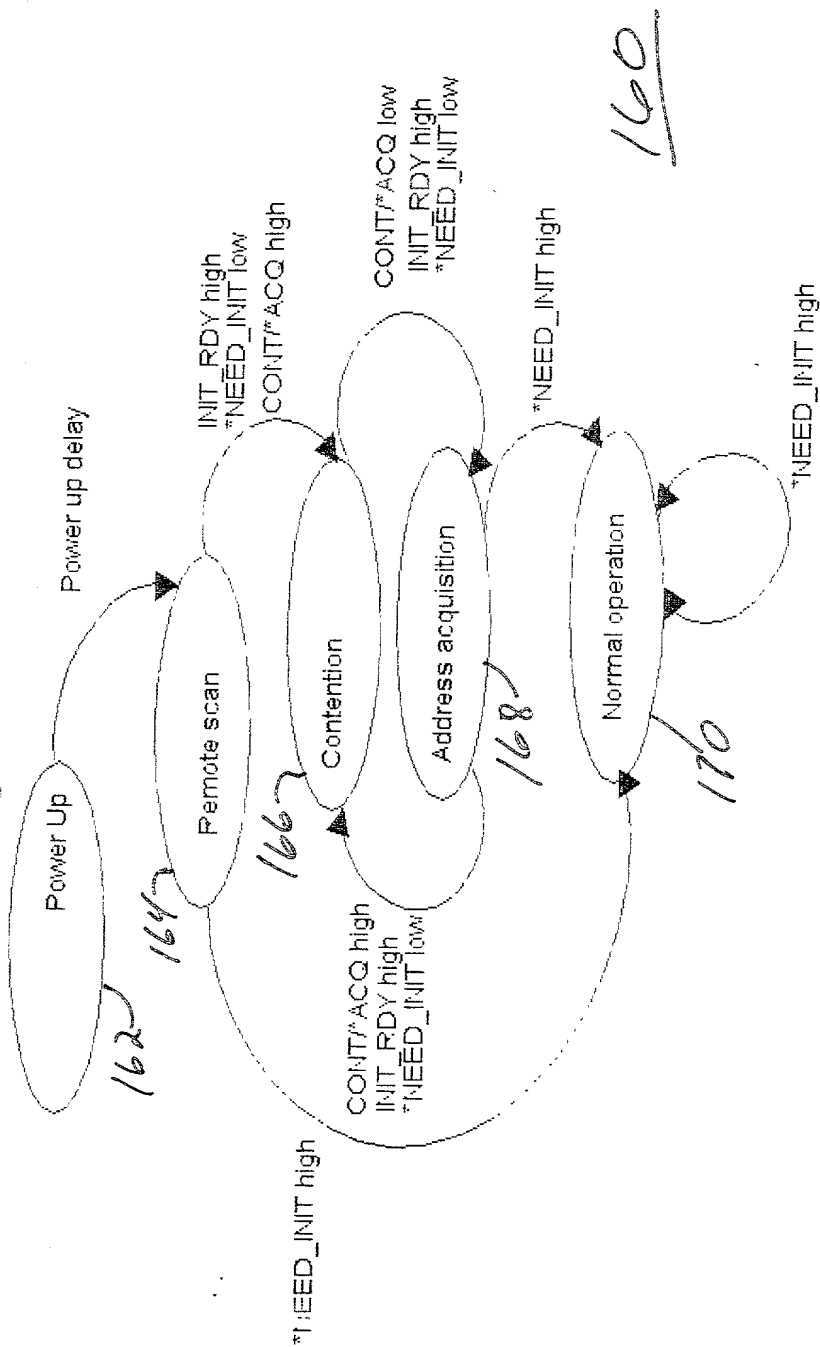 Power Up
162
Power up delay
164
Remote scan
INIT_RDY high
*NEED_INIT low
CONT/*ACQ high
166
Contention
CONT/*ACQ low
INIT_RDY high
*NEED_INIT low
CONT/*ACQ high
INIT_RDY high
*NEED_INIT low
Address acquisition
168
*NEED_INIT high
*NEED_INIT high
Normal operation
170
*NEED_INIT high
160